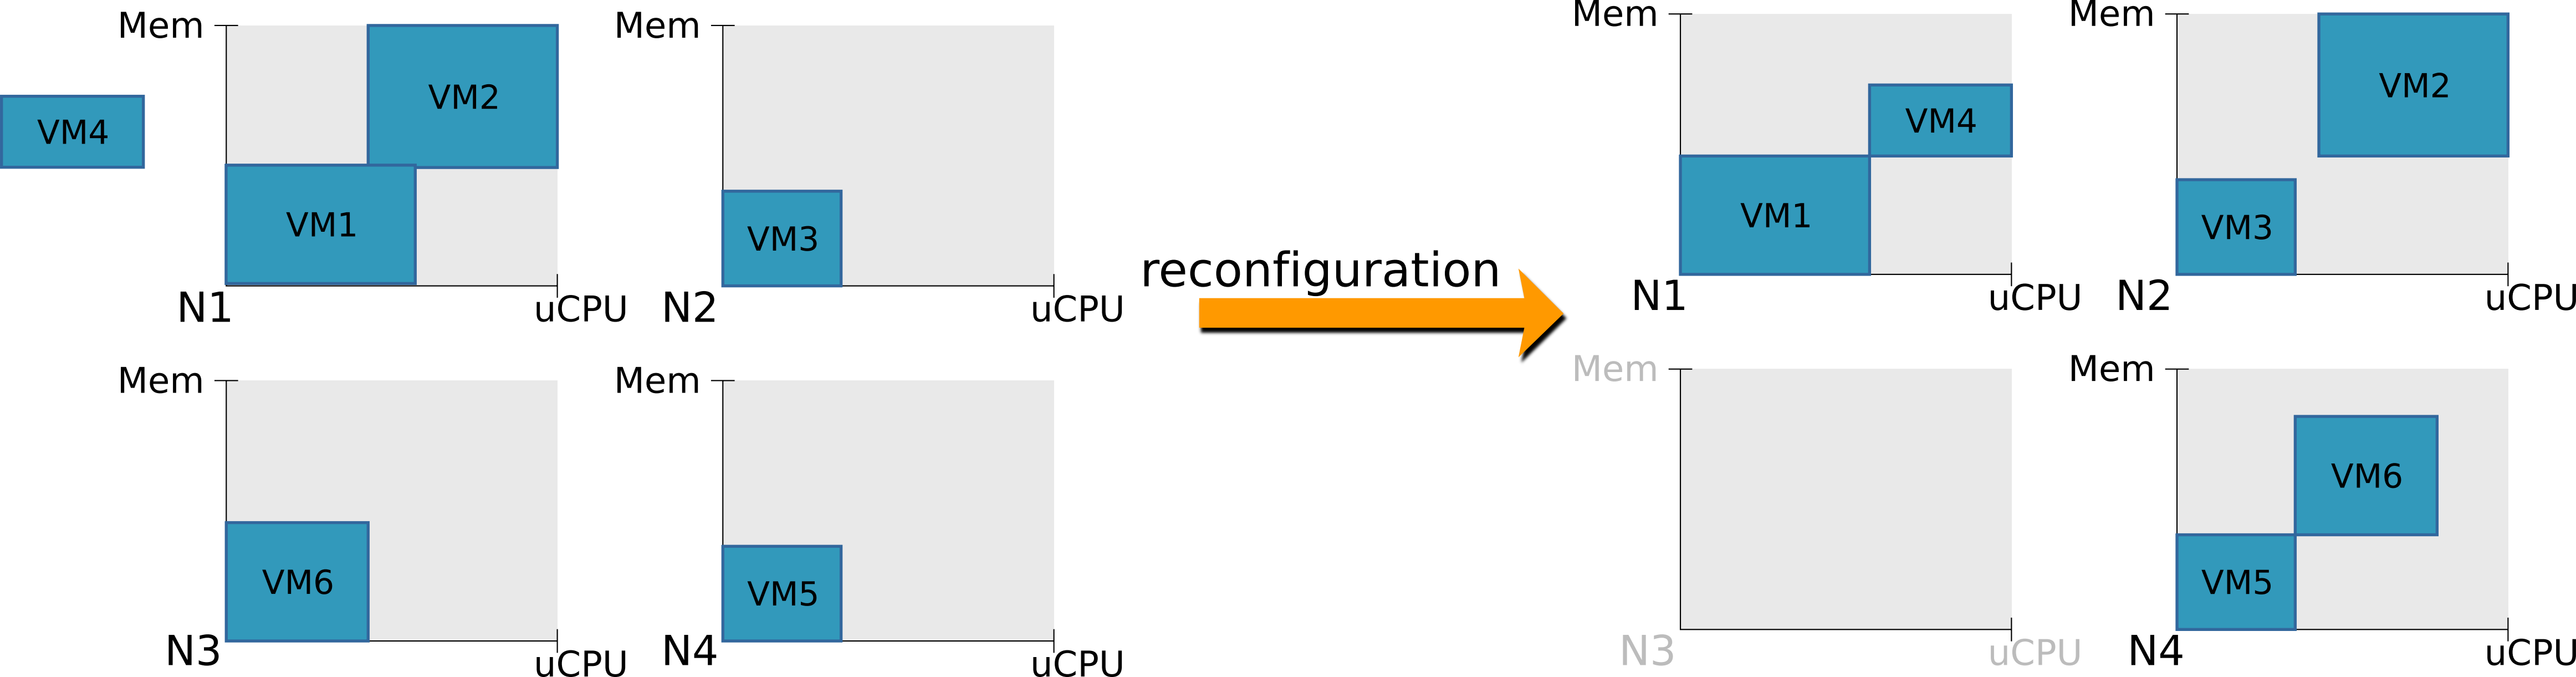 Mem
VM4
VM2
VM1
N1
uCPU
Mem
VM3
N2
uCPU
Mem
VM6
N3
uCPU
Mem
VM5
N4
uCPU
reconfiguration
Mem
VM4
VM1
N1
uCPU
Mem
VM2
VM3
N2
uCPU
Mem
N3
uCPU
Mem
VM6
VM5
N4
uCPU